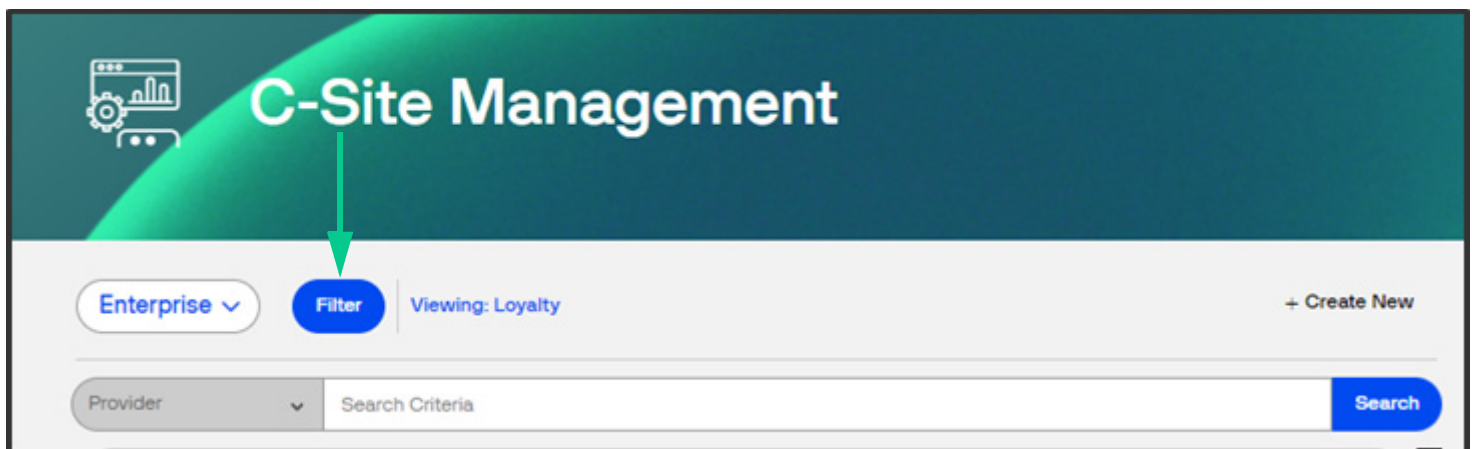 C-Site Management
Enterprise Filter Viewing: Loyalty + Create New
Provider Search Criteria Search